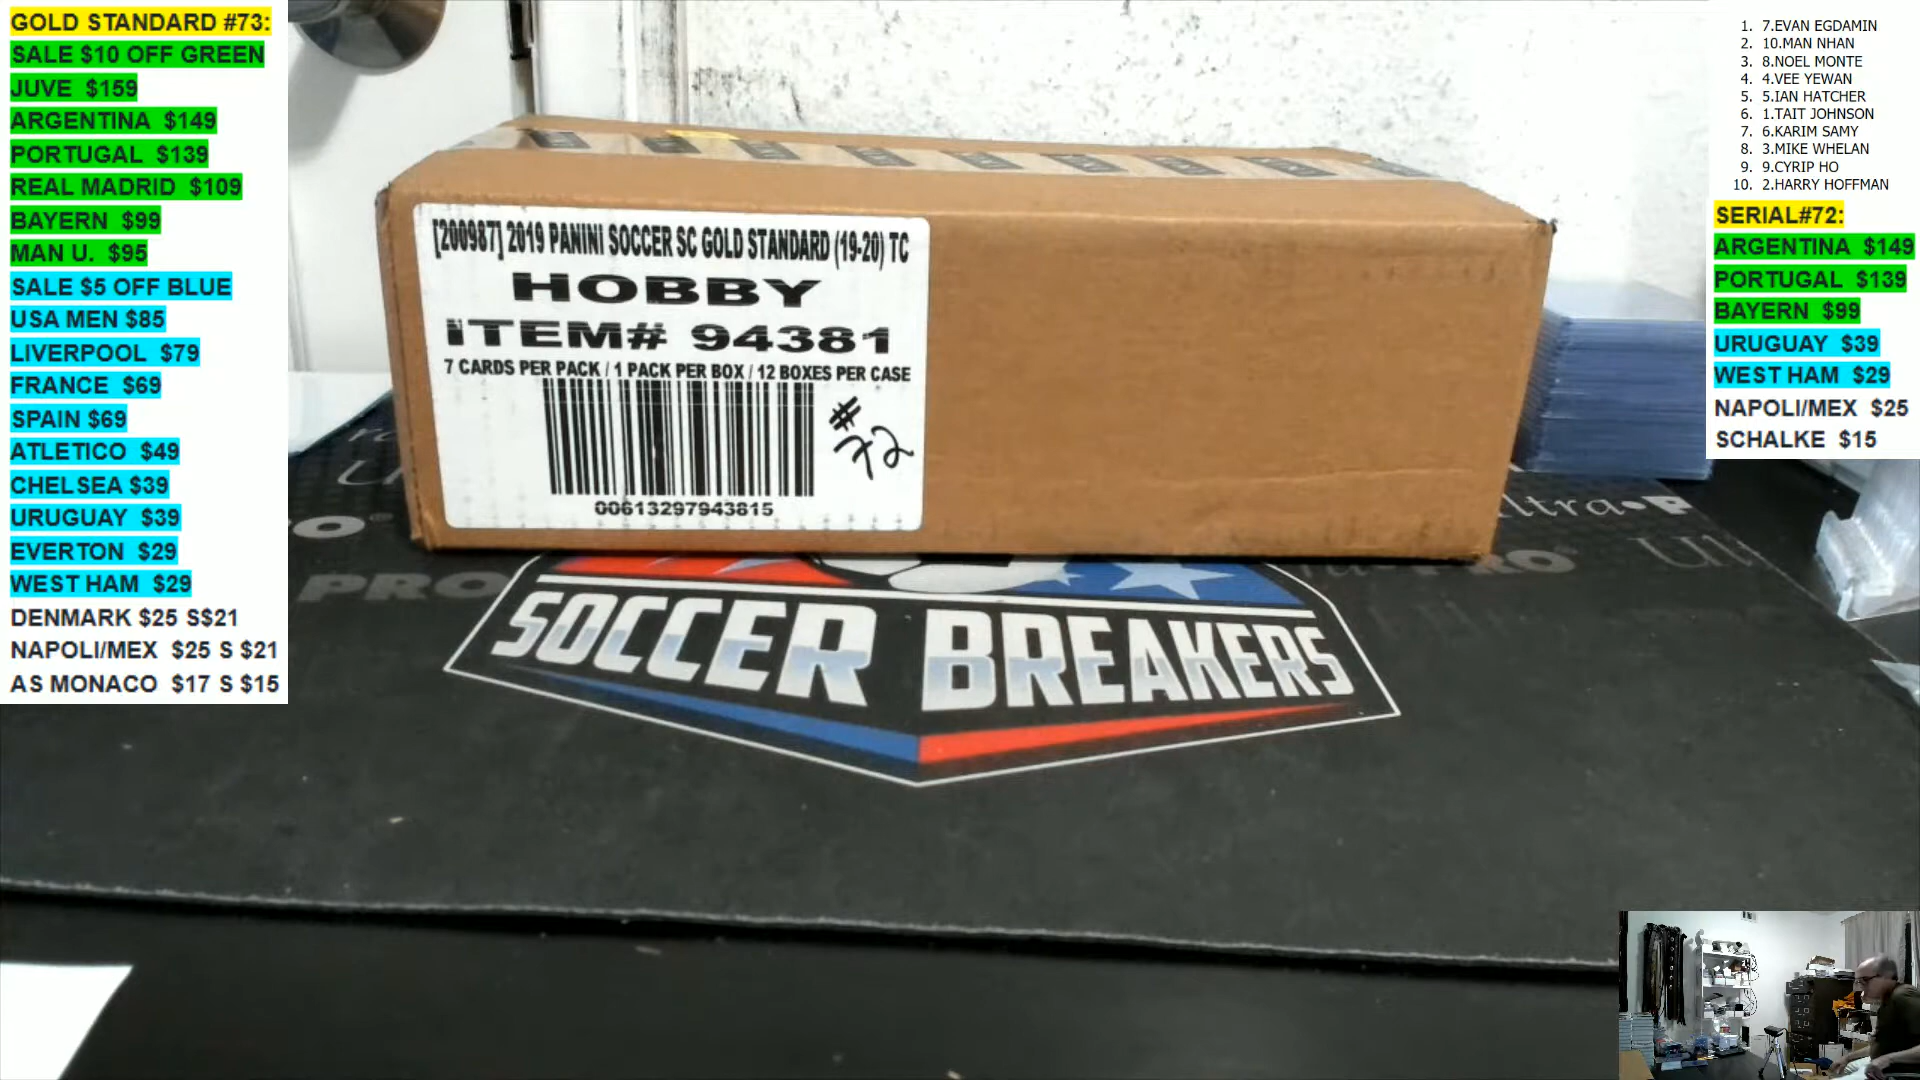 GOLD STANDARD #73:
SALE $10 OFF GREEN
JUVE $159
ARGENTINA $149
PORTUGAL $139
REAL MADRID $109
BAYERN $99
MAN U. $95
SALE $5 OFF BLUE
USA MEN $85
LIVERPOOL $79
FRANCE $69
SPAIN $69
ATLETICO $49
CHELSEA $39
URUGUAY $39
EVERTON $29
WEST HAM $29
DENMARK $25 S$21
NAPOLI/MEX $25 S $21
AS MONACO $17 S $15
[200987] 2019 PANINI SOCCER SC GOLD STANDARD (19-20) TC
HOBBY
ITEM# 94381
7 CARDS PER PACK / 1 PACK PER BOX / 12 BOXES PER CASE
#72
00613297943815
PRO
PRO
SOCCER BREAKERS
1. 7.EVAN EGDAMIN
2. 10.MAN NHAN
3. 8.NOEL MONTE
4. 4.VEE YEWAN
5. 5.IAN HATCHER
6. 1.TAIT JOHNSON
7. 6.KARIM SAMY
8. 3.MIKE WHELAN
9. 9.CYRIP HO
10. 2.HARRY HOFFMAN
SERIAL#72:
ARGENTINA $149
PORTUGAL $139
BAYERN $99
URUGUAY $39
WEST HAM $29
NAPOLI/MEX $25
SCHALKE $15